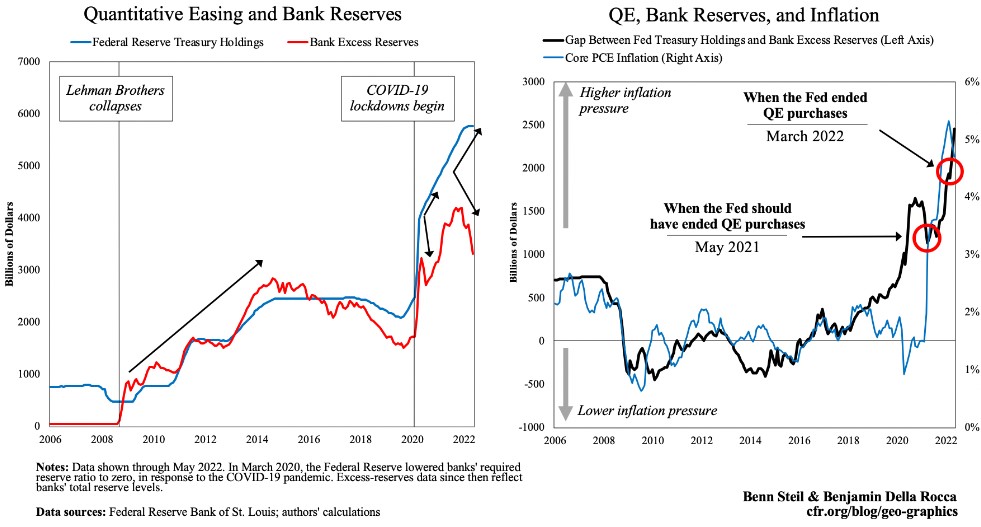 Quantitative Easing and Bank Reserves
Federal Reserve Treasury Holdings
Bank Excess Reserves
7000
6000
5000
4000
3000
2000
1000
0
Billions of Dollars
Lehman Brothers
collapses
COVID-19
lockdowns begin
2006
2008
2010
2012
2014
2016
2018
2020
2022
QE, Bank Reserves, and Inflation
Gap Between Fed Treasury Holdings and Bank Excess Reserves (Left Axis)
Core PCE Inflation (Right Axis)
3000
2500
2000
1500
1000
500
0
-500
-1000
Billions of Dollars
Higher inflation
pressure
When the Fed ended
QE purchases
March 2022
When the Fed should
have ended QE purchases
May 2021
Lower inflation pressure
6%
5%
4%
3%
2%
1%
0%
2006
2008
2010
2012
2014
2016
2018
2020
2022
Notes: Data shown through May 2022. In March 2020, the Federal Reserve lowered banks' required
reserve ratio to zero, in response to the COVID-19 pandemic. Excess-reserves data since then reflect
banks' total reserve levels.
Data sources: Federal Reserve Bank of St. Louis; authors' calculations
Benn Steil & Benjamin Della Rocca
cfr.org/blog/geo-graphics